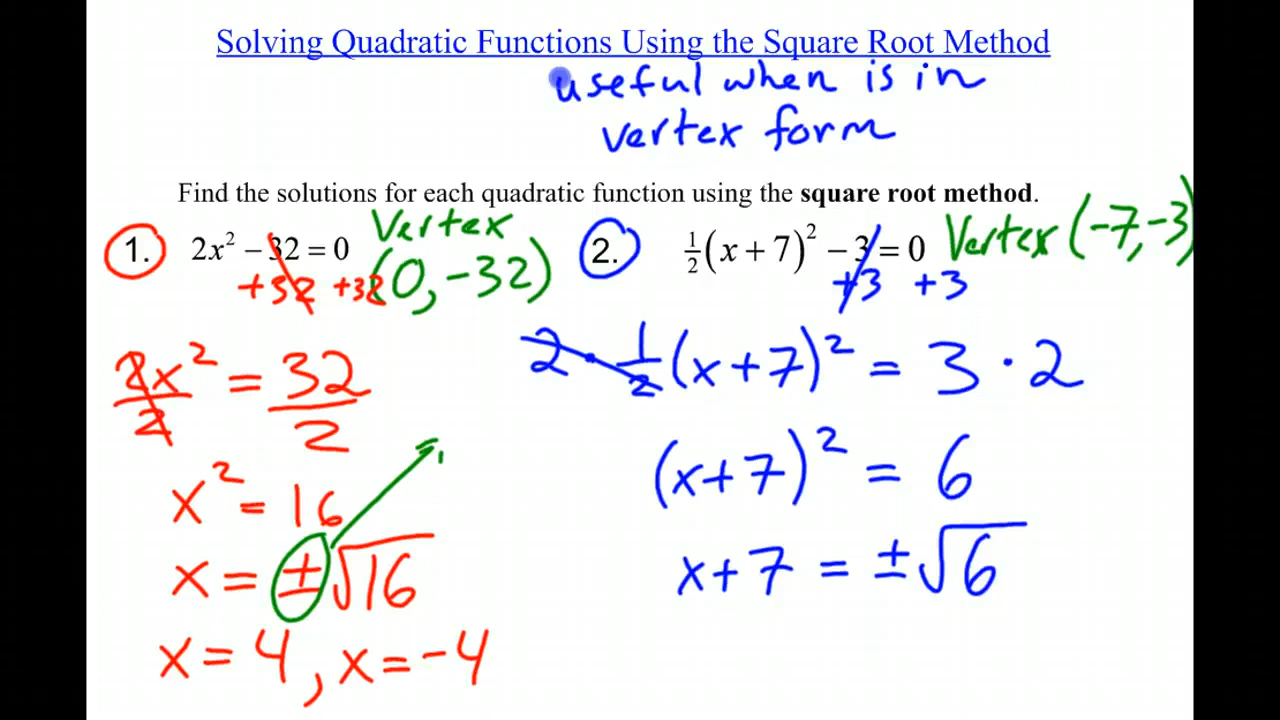 Solving Quadratic Functions Using the Square Root Method
useful when is in
vertex form
Find the solutions for each quadratic function using the square root method.
1. 2x² − 32 = 0 Vertex
+32 +32 (0, −32)
2x²/2 = 32/2
x² = 16
x = ±√16
x = 4, x = −4
2. ½(x + 7)² − 3 = 0 Vertex (−7, −3)
+3 +3
2 · ½(x + 7)² = 3 · 2
(x + 7)² = 6
x + 7 = ±√6